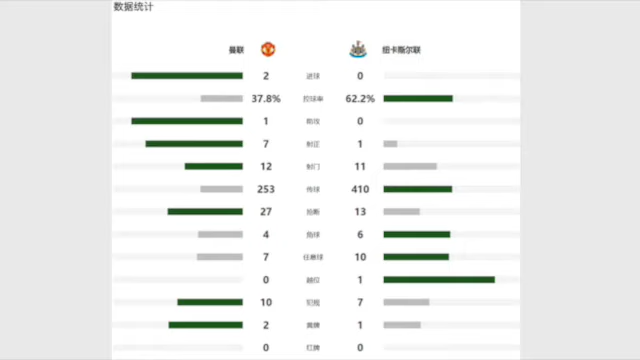 数据统计
曼联 纽卡斯尔联
2 进球 0
37.8% 控球率 62.2%
1 助攻 0
7 射正 1
12 射门 11
253 传球 410
27 抢断 13
4 角球 6
7 任意球 10
0 越位 1
10 犯规 7
2 黄牌 1
0 红牌 0